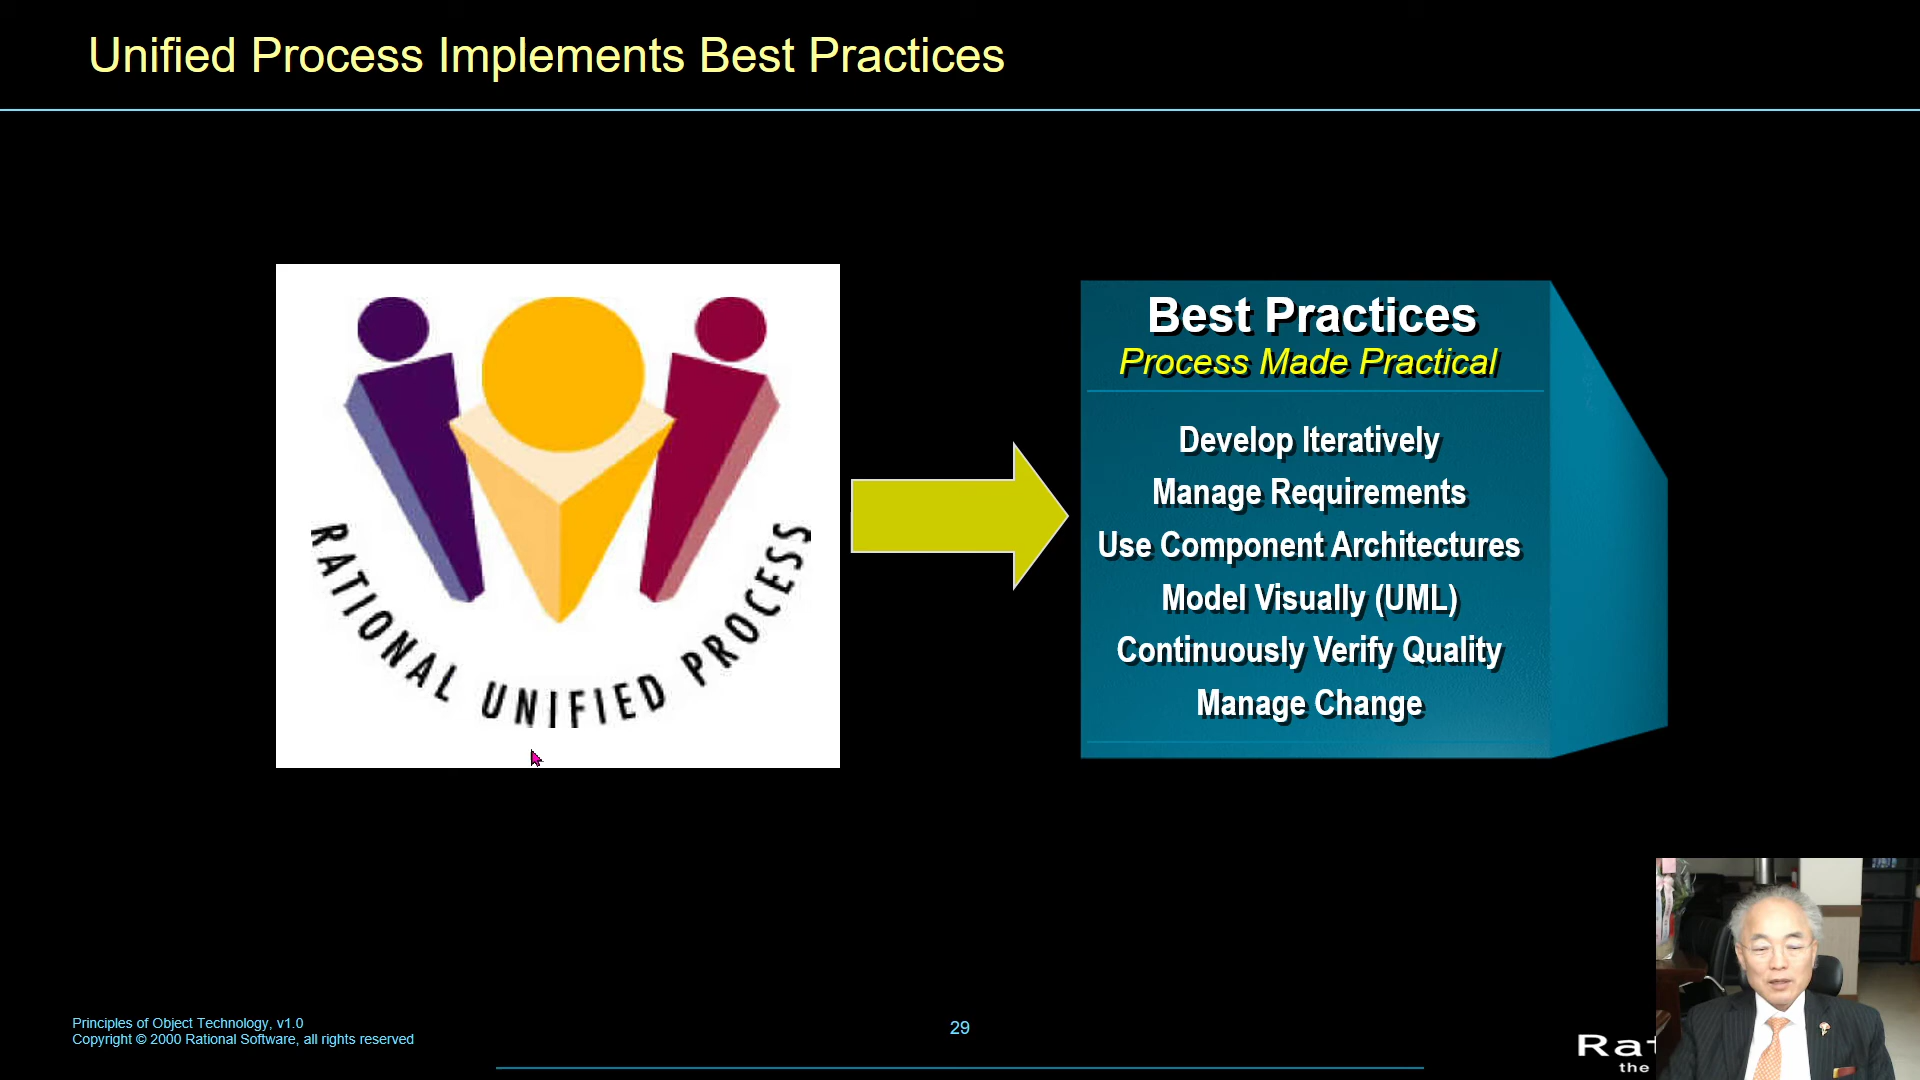 Unified Process Implements Best Practices
RATIONAL UNIFIED PROCESS
Best Practices
Process Made Practical
Develop Iteratively
Manage Requirements
Use Component Architectures
Model Visually (UML)
Continuously Verify Quality
Manage Change
Principles of Object Technology, v1.0
Copyright © 2000 Rational Software, all rights reserved
29
the